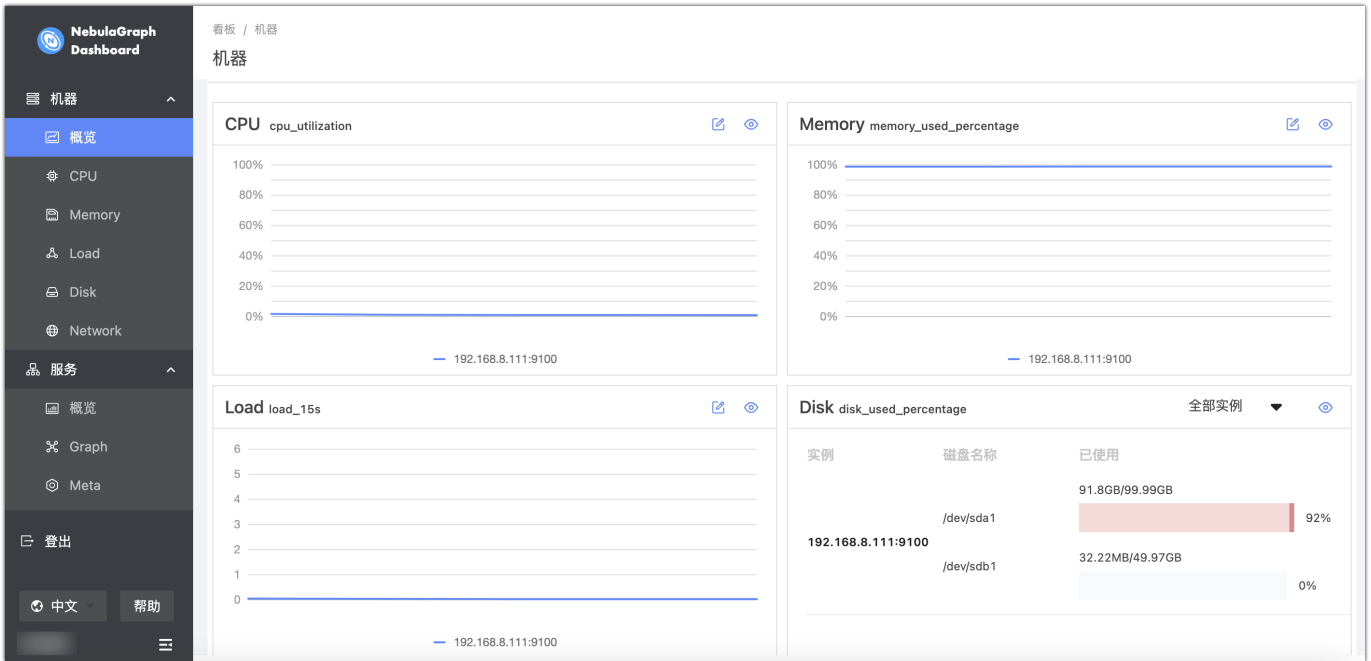 NebulaGraph
Dashboard
机器
概览
CPU
Memory
Load
Disk
Network
服务
概览
Graph
Meta
登出
中文
帮助
看板 / 机器
机器
CPU cpu_utilization
100%
80%
60%
40%
20%
0%
192.168.8.111:9100
Memory memory_used_percentage
100%
80%
60%
40%
20%
0%
192.168.8.111:9100
Load load_15s
6
5
4
3
2
1
0
192.168.8.111:9100
Disk disk_used_percentage
全部实例
实例 磁盘名称 已使用
91.8GB/99.99GB
/dev/sda1 92%
192.168.8.111:9100
32.22MB/49.97GB
/dev/sdb1 0%